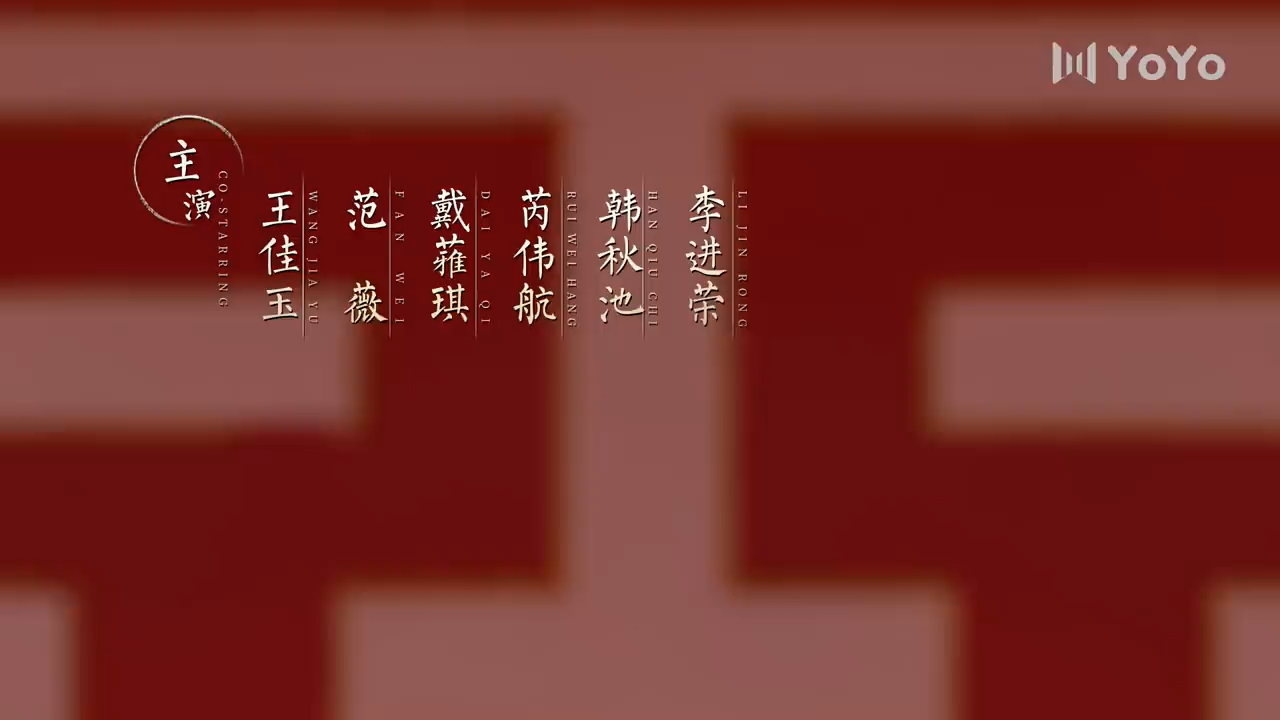 YoYo
主演
CO-STARRING
王佳玉
WANG JIA YU
范薇
FAN WEI
戴蕥琪
DAI YA QI
芮伟航
RUI WEI HANG
韩秋池
HAN QIU CHI
李进荣
LI JIN RONG